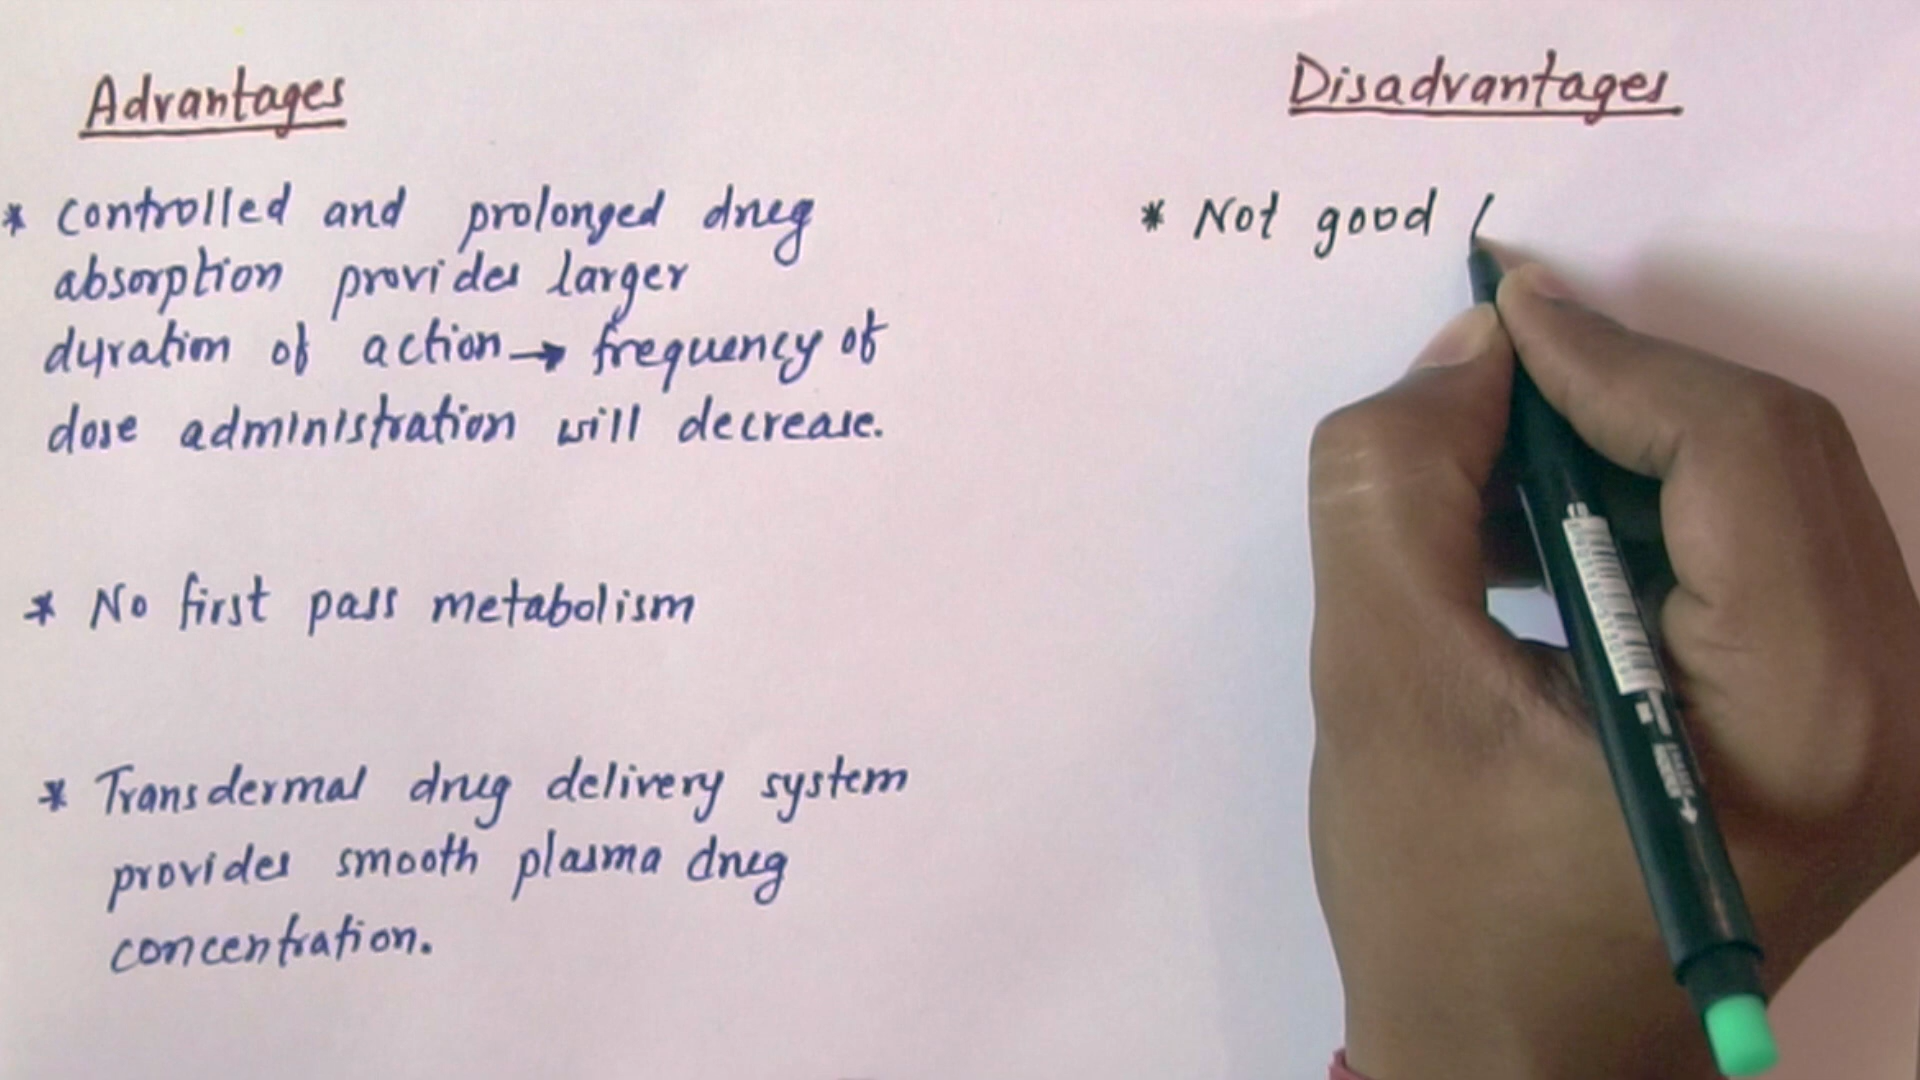 Advantages
* controlled and prolonged drug
absorption provides larger
duration of action → frequency of
dose administration will decrease.
* No first pass metabolism
* Transdermal drug delivery system
provides smooth plasma drug
concentration.
Disadvantages
* Not good